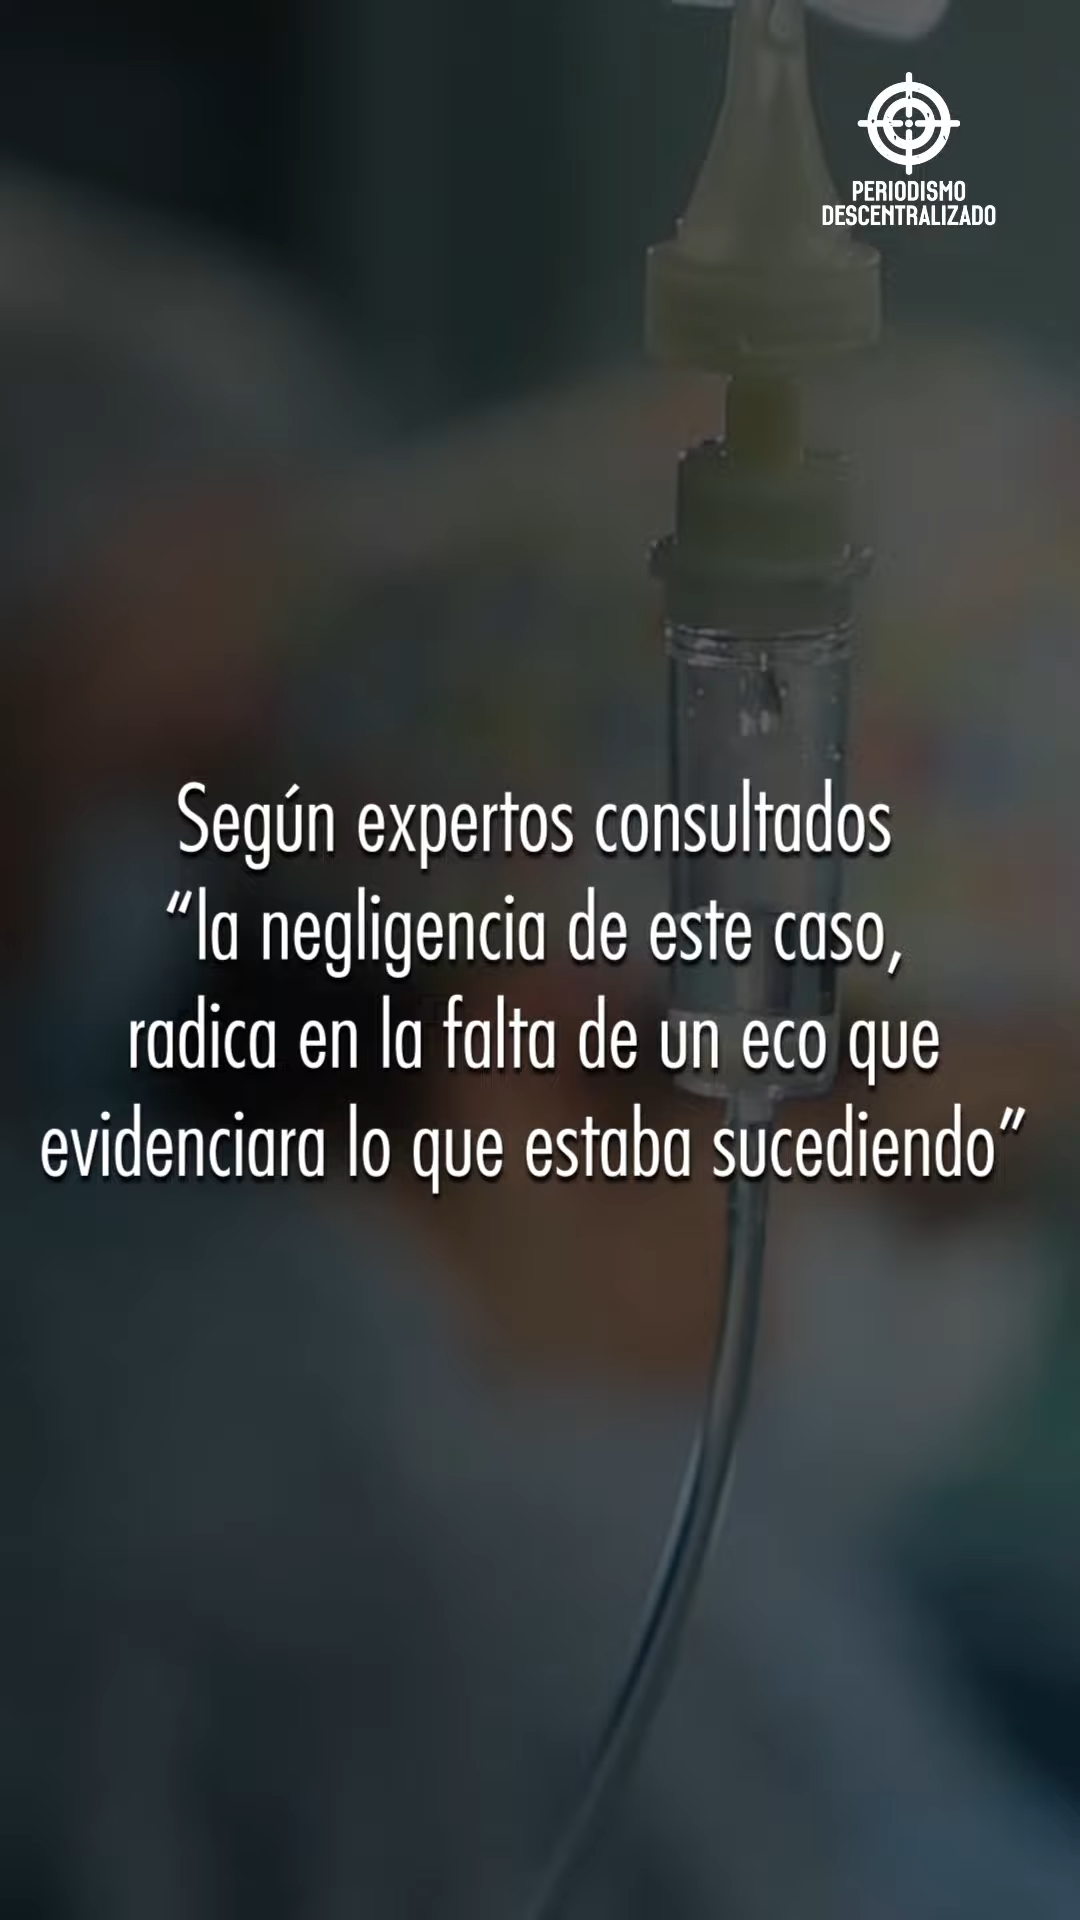 PERIODISMO
DESCENTRALIZADO
Según expertos consultados
“la negligencia de este caso,
radica en la falta de un eco que
evidenciara lo que estaba sucediendo”